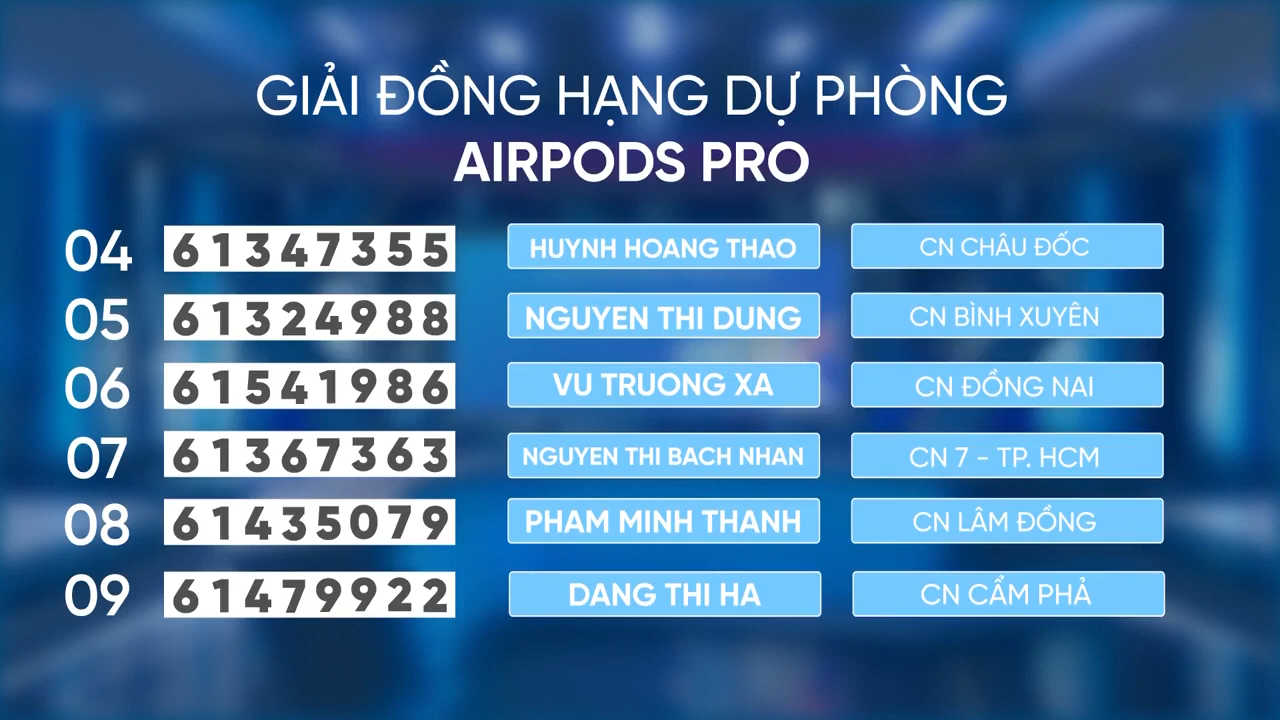 GIẢI ĐỒNG HẠNG DỰ PHÒNG
AIRPODS PRO
04 61347355 HUYNH HOANG THAO CN CHÂU ĐỐC
05 61324988 NGUYEN THI DUNG CN BÌNH XUYÊN
06 61541986 VU TRUONG XA CN ĐỒNG NAI
07 61367363 NGUYEN THI BACH NHAN CN 7 - TP. HCM
08 61435079 PHAM MINH THANH CN LÂM ĐỒNG
09 61479922 DANG THI HA CN CẨM PHẢ